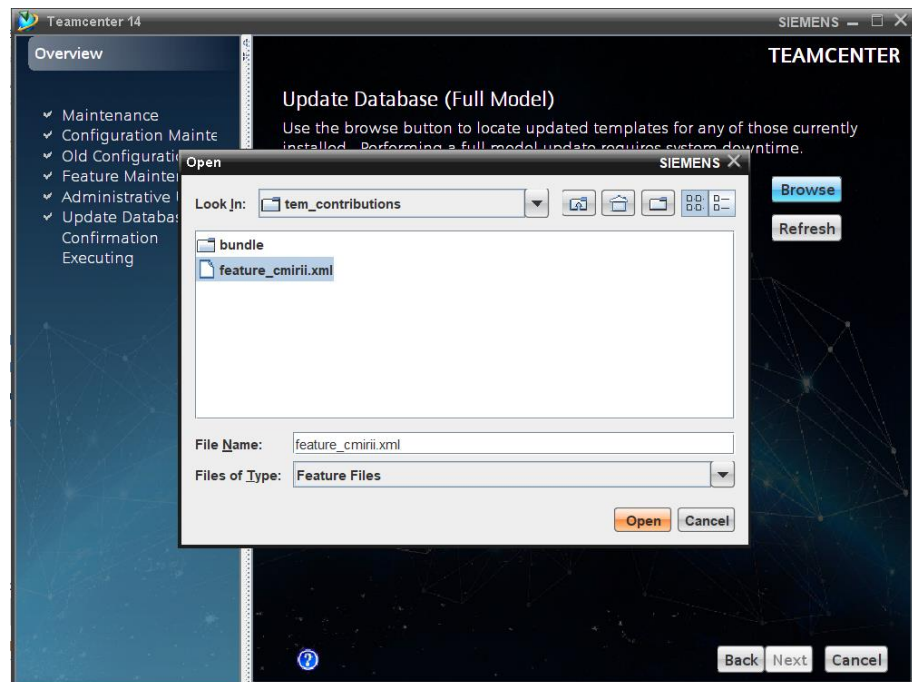 Teamcenter 14
SIEMENS
Overview
TEAMCENTER
Maintenance
Configuration Mainte
Old Configurati
Feature Mainte
Administrative
Update Databas
Confirmation
Executing
Update Database (Full Model)
Use the browse button to locate updated templates for any of those currently
installed. Performing a full model update requires system downtime.
Browse
Refresh
Open
SIEMENS
Look In:
tem_contributions
bundle
feature_cmirii.xml
File Name:
feature_cmirii.xml
Files of Type:
Feature Files
Open
Cancel
?
Back
Next
Cancel